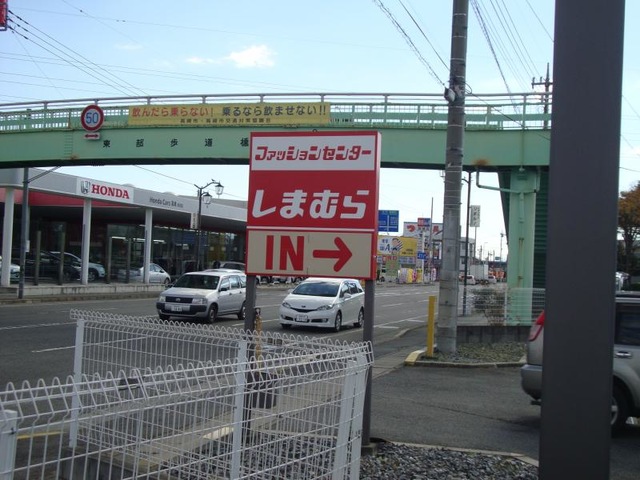 飲んだら乗らない! 乗るなら飲ませない!!
50
東部歩道橋
HONDA
Honda Cars
ファッションセンター
しまむら
IN→